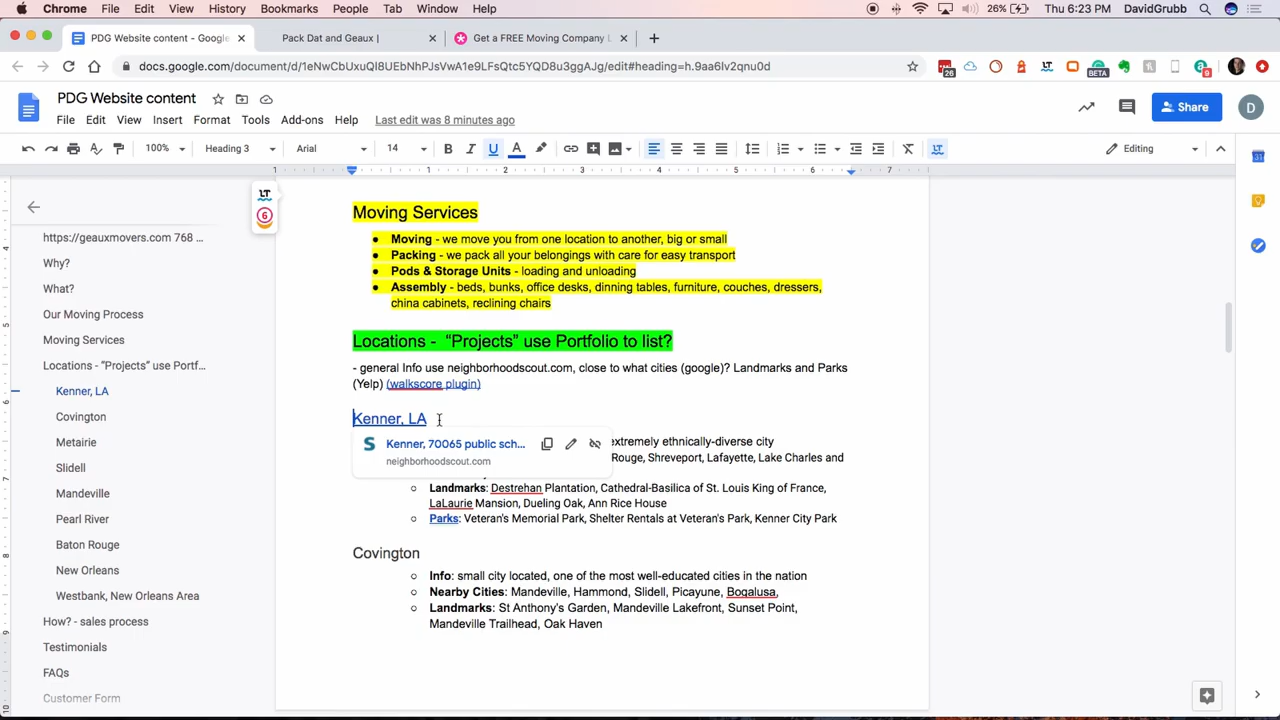 Chrome File Edit View History Bookmarks People Tab Window Help 26% Thu 6:23 PM DavidGrubb
PDG Website content - Google Pack Dat and Geaux | Get a FREE Moving Company L
docs.google.com/document/d/1eNwCbUxuQI8UEbNhPJsVwA1e9LFsQtc5YQD8u3ggAJg/edit#heading=h.9aa6lv2qnu0d
26
BETA
9
PDG Website content
Share
D
File Edit View Insert Format Tools Add-ons Help Last edit was 8 minutes ago
100% Heading 3 Arial 14 B I U A Editing
1 2 3 4 5 6 7
LT
6
https://geauxmovers.com 768 ...
Why?
What?
Our Moving Process
Moving Services
Locations - “Projects” use Portf...
Kenner, LA
Covington
Metairie
Slidell
Mandeville
Pearl River
Baton Rouge
New Orleans
Westbank, New Orleans Area
How? - sales process
Testimonials
FAQs
Customer Form
Moving Services
Moving - we move you from one location to another, big or small
Packing - we pack all your belongings with care for easy transport
Pods & Storage Units - loading and unloading
Assembly - beds, bunks, office desks, dinning tables, furniture, couches, dressers,
china cabinets, reclining chairs
Locations - “Projects” use Portfolio to list?
- general Info use neighborhoodscout.com, close to what cities (google)? Landmarks and Parks
(Yelp) (walkscore plugin)
Kenner, LA
Kenner, 70065 public sch...
neighborhoodscout.com
extremely ethnically-diverse city
Rouge, Shreveport, Lafayette, Lake Charles and
Landmarks: Destrehan Plantation, Cathedral-Basilica of St. Louis King of France,
LaLaurie Mansion, Dueling Oak, Ann Rice House
Parks: Veteran's Memorial Park, Shelter Rentals at Veteran's Park, Kenner City Park
Covington
Info: small city located, one of the most well-educated cities in the nation
Nearby Cities: Mandeville, Hammond, Slidell, Picayune, Bogalusa,
Landmarks: St Anthony's Garden, Mandeville Lakefront, Sunset Point,
Mandeville Trailhead, Oak Haven